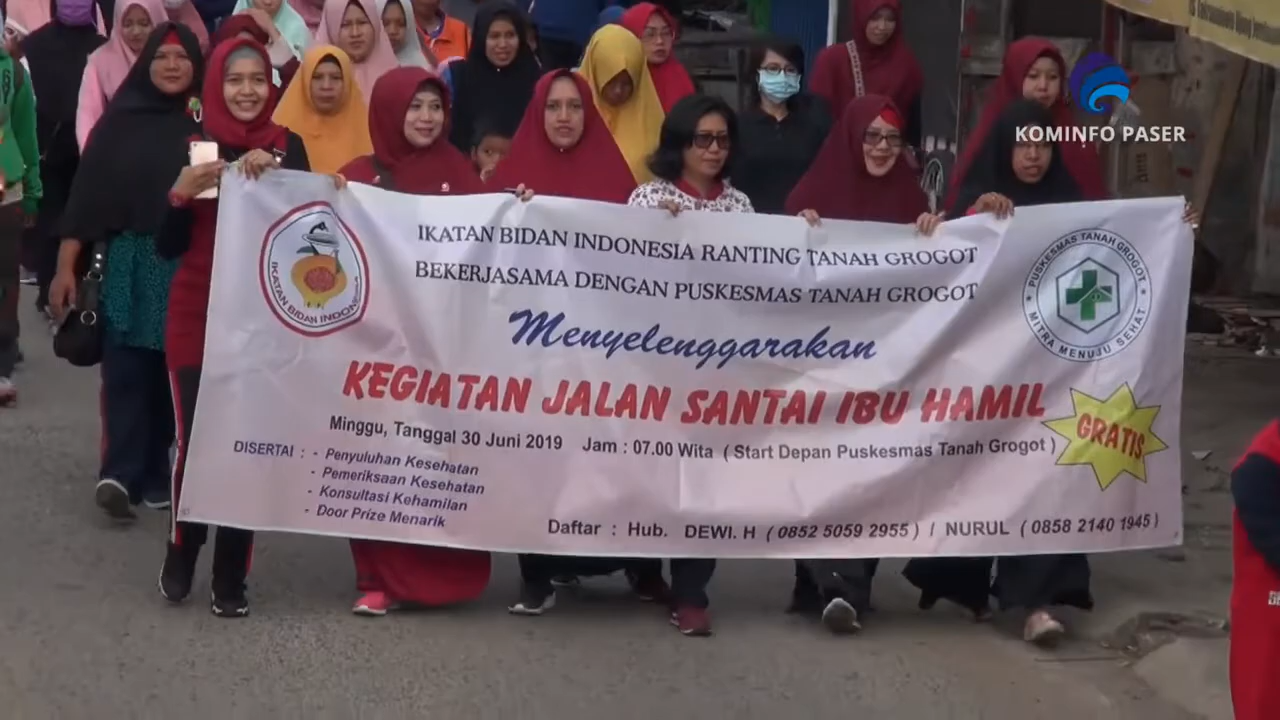 KOMINFO PASER
IKATAN BIDAN INDONESIA RANTING TANAH GROGOT
BEKERJASAMA DENGAN PUSKESMAS TANAH GROGOT
Menyelenggarakan
KEGIATAN JALAN SANTAI IBU HAMIL
GRATIS
Minggu, Tanggal 30 Juni 2019 Jam : 07.00 Wita ( Start Depan Puskesmas Tanah Grogot )
DISERTAI : - Penyuluhan Kesehatan
- Pemeriksaan Kesehatan
- Konsultasi Kehamilan
- Door Prize Menarik
Daftar : Hub. DEWI. H ( 0852 5059 2955 ) / NURUL ( 0858 2140 1945 )
IKATAN BIDAN INDONESIA
PUSKESMAS TANAH GROGOT
MITRA MENUJU SEHAT